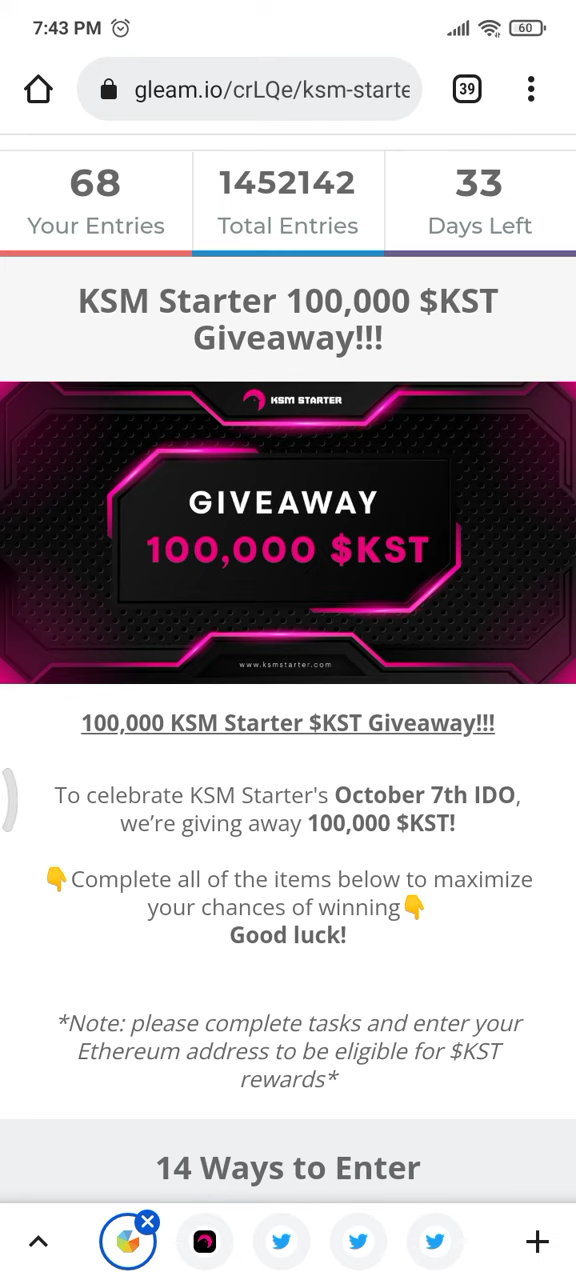 7:43 PM
60
gleam.io/crLQe/ksm-starte
39
68
Your Entries
1452142
Total Entries
33
Days Left
KSM Starter 100,000 $KST
Giveaway!!!
KSM STARTER
GIVEAWAY
100,000 $KST
www.ksmstarter.com
100,000 KSM Starter $KST Giveaway!!!
To celebrate KSM Starter's October 7th IDO,
we’re giving away 100,000 $KST!
👇Complete all of the items below to maximize
your chances of winning👇
Good luck!
*Note: please complete tasks and enter your
Ethereum address to be eligible for $KST
rewards*
14 Ways to Enter